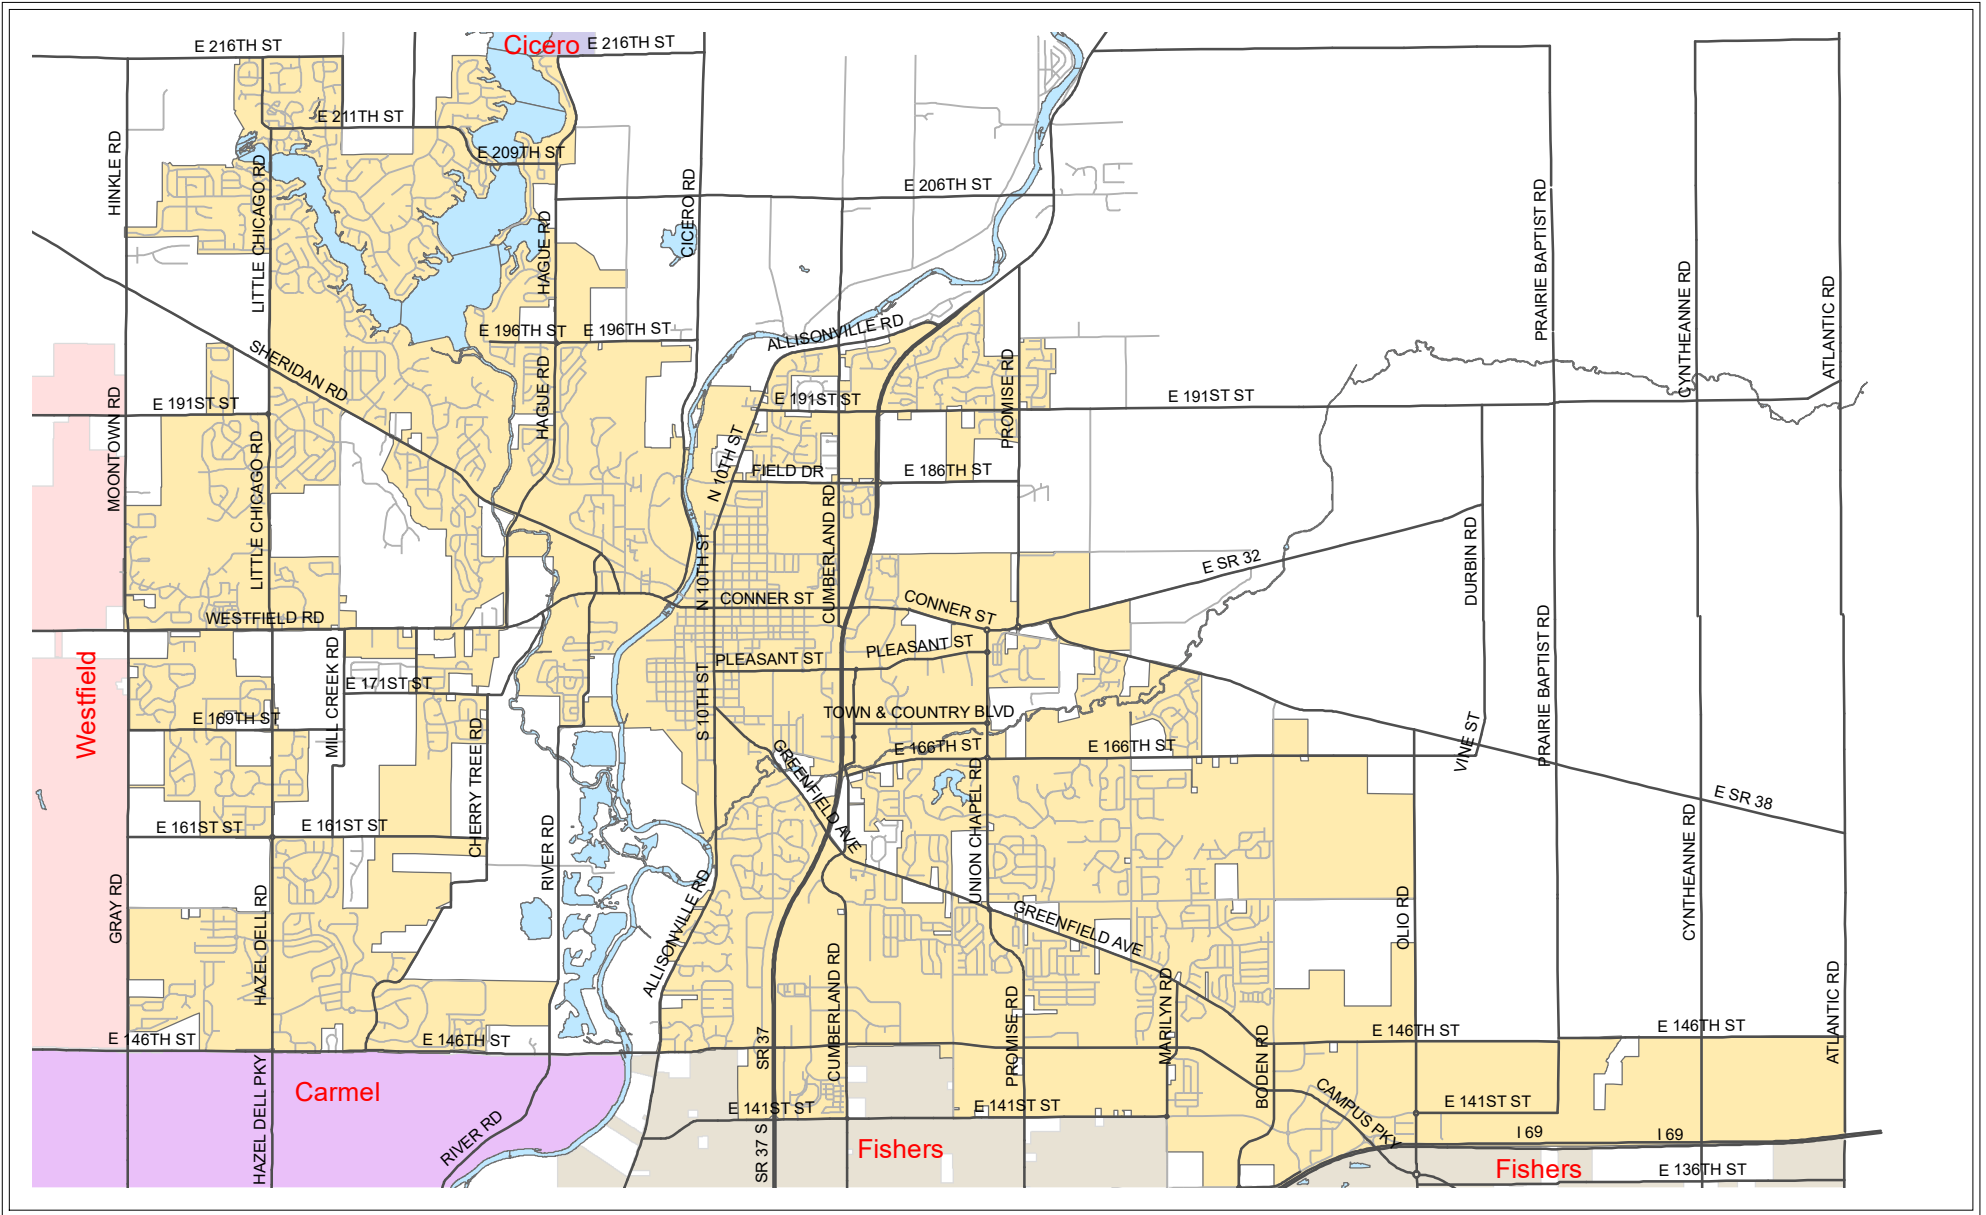 E 216TH ST
Cicero
E 216TH ST
E 211TH ST
E 209TH ST
HINKLE RD
LITTLE CHICAGO RD
HAGUE RD
CICERO RD
E 206TH ST
PRAIRIE BAPTIST RD
CYNTHEANNE RD
ATLANTIC RD
SHERIDAN RD
E 196TH ST
E 196TH ST
ALLISONVILLE RD
HAGUE RD
PROMISE RD
MOONTOWN RD
E 191ST ST
E 191ST ST
E 191ST ST
LITTLE CHICAGO RD
N 10TH ST
FIELD DR
E 186TH ST
CUMBERLAND RD
N 10TH ST
DURBIN RD
E SR 32
CONNER ST
CONNER ST
WESTFIELD RD
PRAIRIE BAPTIST RD
Westfield
MILL CREEK RD
E 171ST ST
PLEASANT ST
PLEASANT ST
S 10TH ST
E 169TH ST
TOWN & COUNTRY BLVD
CHERRY TREE RD
GREENFIELD AVE
E 166TH ST
E 166TH ST
VINE ST
UNION CHAPEL RD
E SR 38
E 161ST ST
E 161ST ST
RIVER RD
CYNTHEANNE RD
GRAY RD
HAZEL DELL RD
ALLISONVILLE RD
GREENFIELD AVE
OLIO RD
CUMBERLAND RD
PROMISE RD
MARILYN RD
ATLANTIC RD
E 146TH ST
E 146TH ST
SR 37
E 146TH ST
E 146TH ST
BODEN RD
Carmel
HAZEL DELL PKY
RIVER RD
E 141ST ST
E 141ST ST
CAMPUS PKY
E 141ST ST
SR 37 S
Fishers
I 69
I 69
Fishers
E 136TH ST